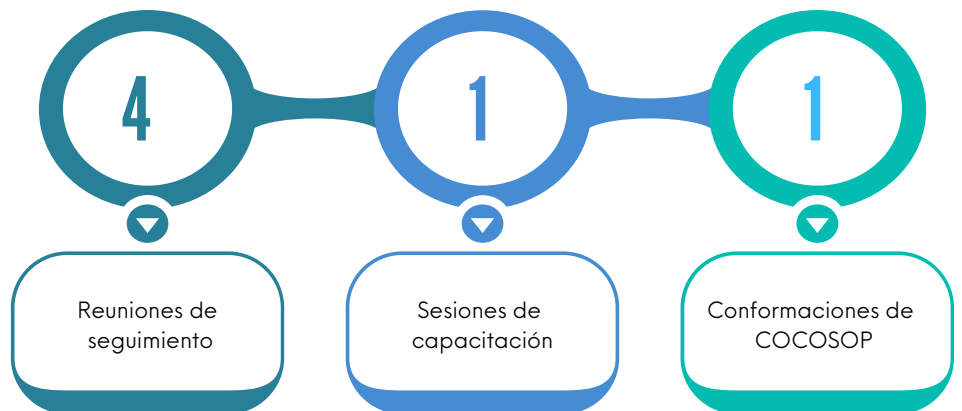 4
1
1
Reuniones de
seguimiento
Sesiones de
capacitación
Conformaciones de
COCOSOP